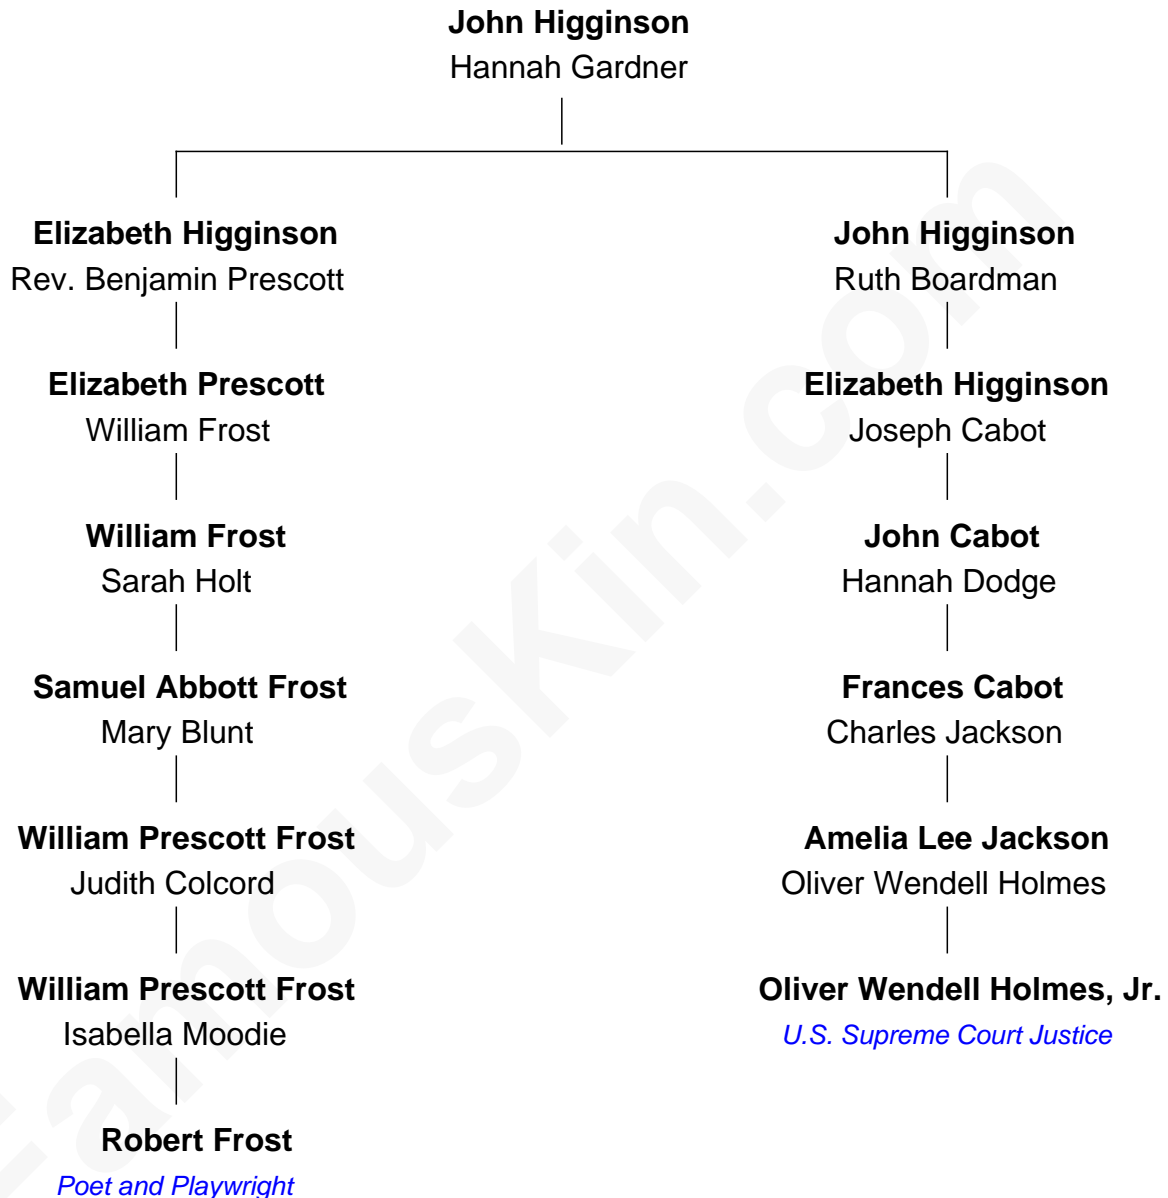 John Higginson
Hannah Gardner
Elizabeth Higginson
Rev. Benjamin Prescott
John Higginson
Ruth Boardman
Elizabeth Prescott
William Frost
Elizabeth Higginson
Joseph Cabot
William Frost
Sarah Holt
John Cabot
Hannah Dodge
Samuel Abbott Frost
Mary Blunt
Frances Cabot
Charles Jackson
William Prescott Frost
Judith Colcord
Amelia Lee Jackson
Oliver Wendell Holmes
William Prescott Frost
Isabella Moodie
Oliver Wendell Holmes, Jr.
U.S. Supreme Court Justice
Robert Frost
Poet and Playwright
FamousKin.com